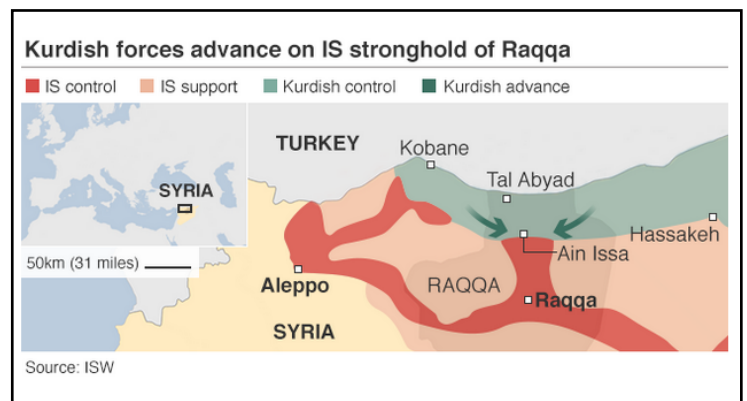 Kurdish forces advance on IS stronghold of Raqqa
IS control IS support Kurdish control Kurdish advance
TURKEY
Kobane
Tal Abyad
SYRIA
Hassakeh
Ain Issa
50km (31 miles)
Aleppo
RAQQA
Raqqa
SYRIA
Source: ISW